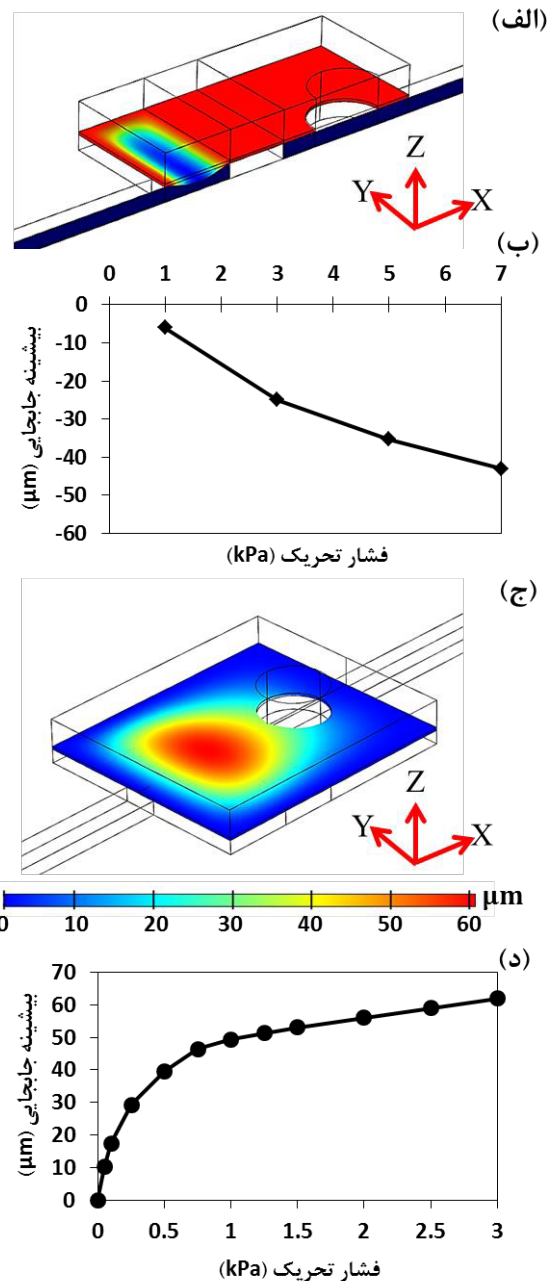 (الف)
Z
Y
X
(ب)
0 1 2 3 4 5 6 7
0
-10
-20
-30
-40
-50
-60
بیشینه جابجایی (µm)
فشار تحریک (kPa)
(ج)
Z
Y
X
µm
0 10 20 30 40 50 60
(د)
70
60
50
40
30
20
10
0
بیشینه جابجایی (µm)
0 0.5 1 1.5 2 2.5 3
فشار تحریک (kPa)